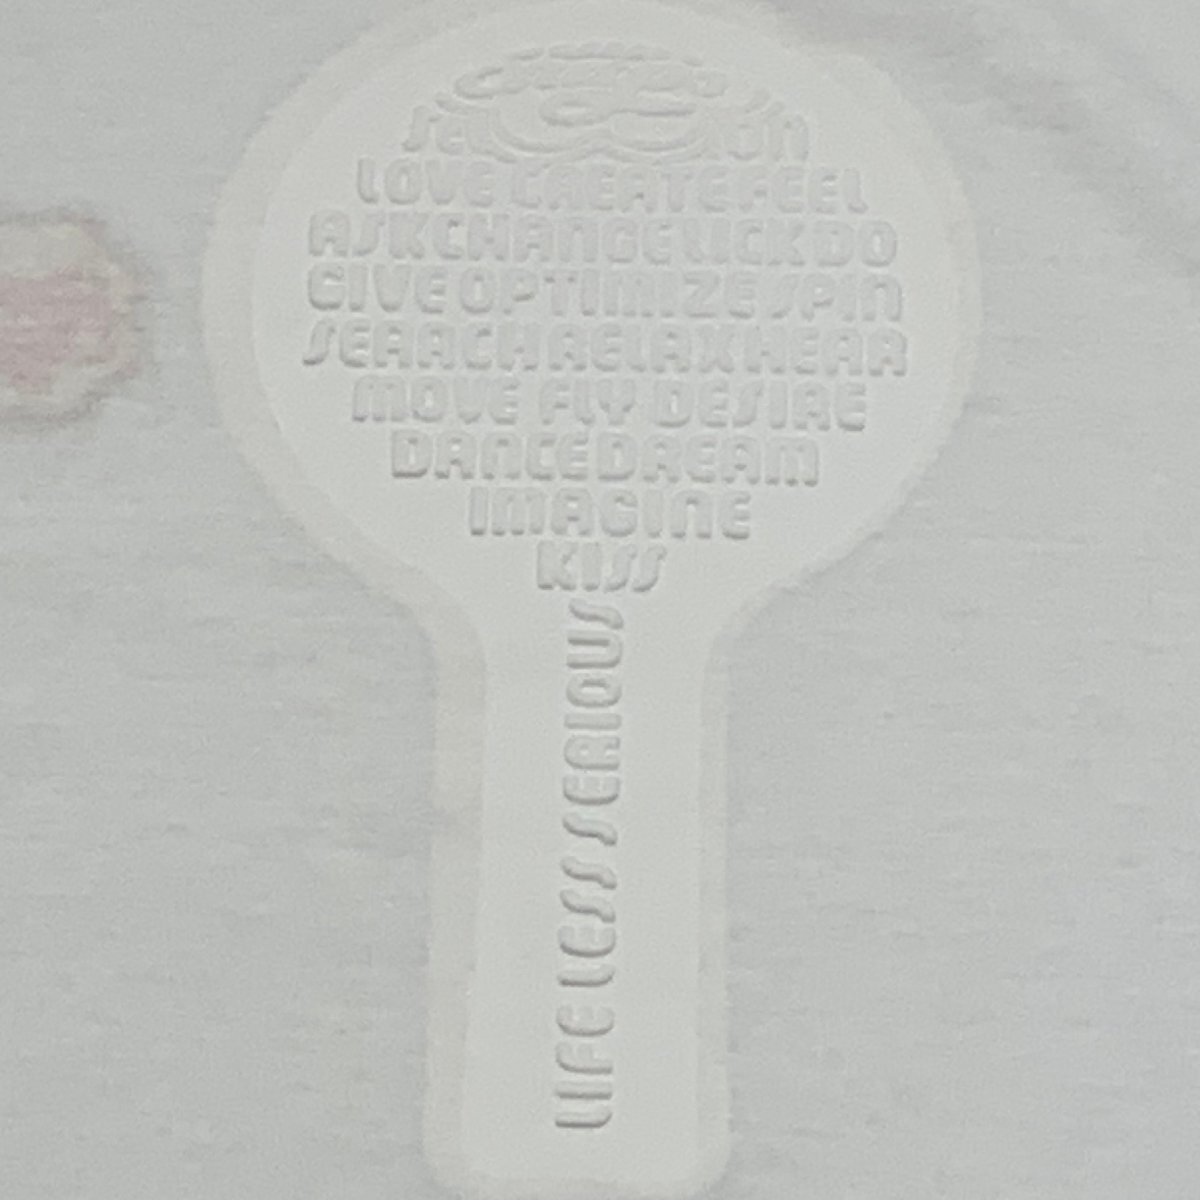 LOVE CREATE FEEL
ASK CHANGE LICK DO
GIVE OPTIMIZE SPIN
SEARCH RELAX HEAR
MOVE FLY DESIRE
DANCE DREAM
IMAGINE
KISS
LIFE LESS SERIOUS